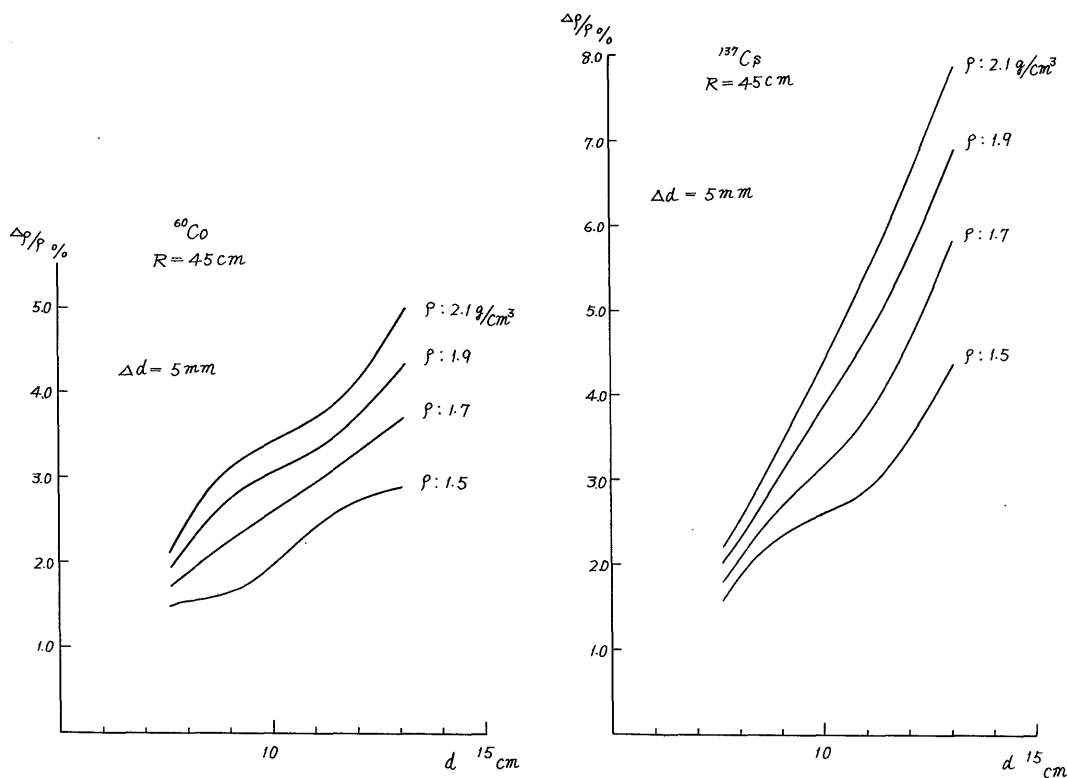 Δρ/ρ %
⁶⁰Co
R = 45 cm
Δd = 5 mm
5.0
4.0
3.0
2.0
1.0
ρ : 2.1 g/cm³
ρ : 1.9
ρ : 1.7
ρ : 1.5
10
15
d
cm
Δρ/ρ %
¹³⁷Cs
R = 45 cm
Δd = 5 mm
8.0
7.0
6.0
5.0
4.0
3.0
2.0
1.0
ρ : 2.1 g/cm³
ρ : 1.9
ρ : 1.7
ρ : 1.5
10
15
d
cm